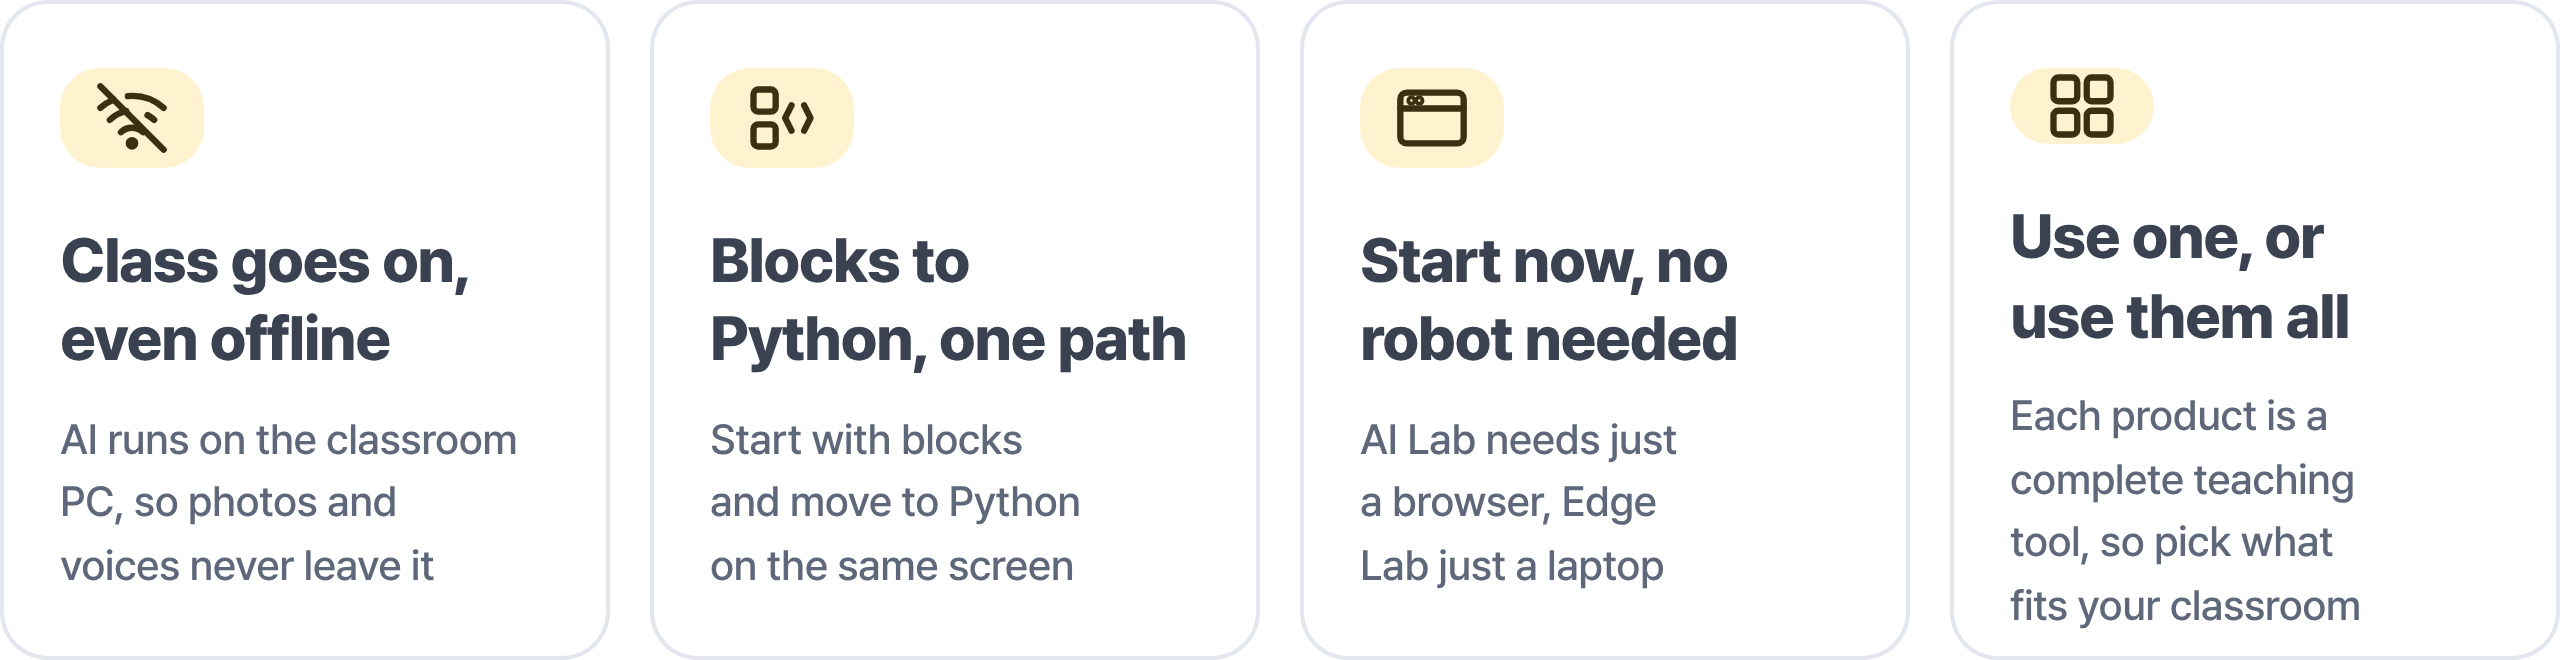 Class goes on,
even offline
AI runs on the classroom
PC, so photos and
voices never leave it
Blocks to
Python, one path
Start with blocks
and move to Python
on the same screen
Start now, no
robot needed
AI Lab needs just
a browser, Edge
Lab just a laptop
Use one, or
use them all
Each product is a
complete teaching
tool, so pick what
fits your classroom